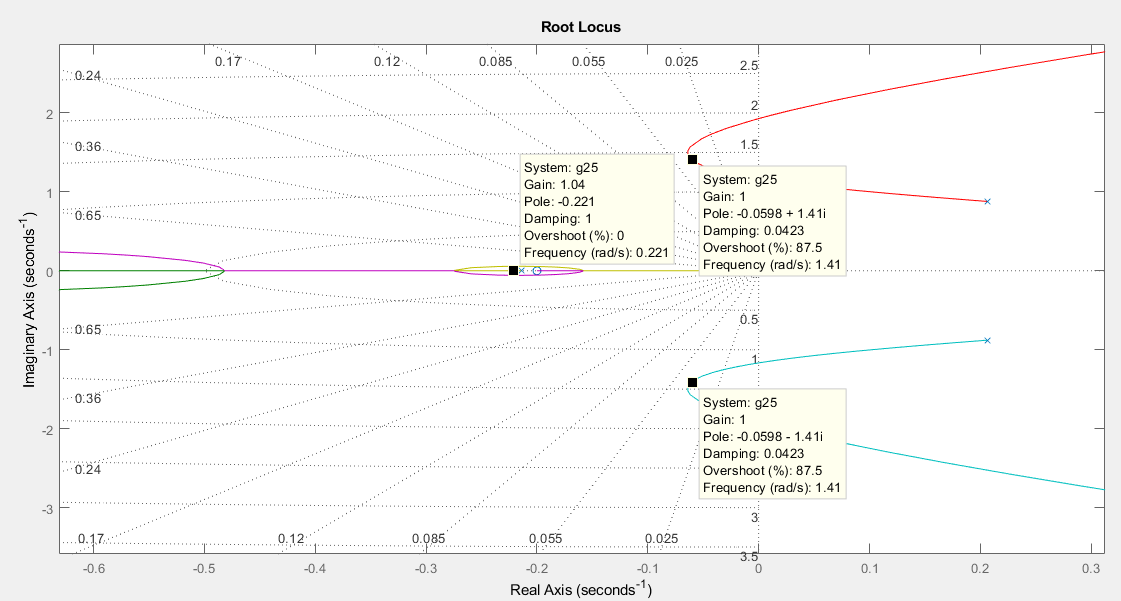 Root Locus
Imaginary Axis (seconds-1)
2
1
0
-1
-2
-3
0.24
0.17
0.12
0.085
0.055
0.025
2.5
0.36
2
1.5
0.65
System: g25
Gain: 1.04
Pole: -0.221
Damping: 1
Overshoot (%): 0
Frequency (rad/s): 0.221
System: g25
Gain: 1
Pole: -0.0598 + 1.41i
Damping: 0.0423
Overshoot (%): 87.5
Frequency (rad/s): 1.41
0.65
0.5
0.36
1
System: g25
Gain: 1
Pole: -0.0598 - 1.41i
Damping: 0.0423
Overshoot (%): 87.5
Frequency (rad/s): 1.41
0.24
3
0.17
0.12
0.085
0.055
0.025
3.5
-0.6
-0.5
-0.4
-0.3
-0.2
-0.1
0
0.1
0.2
0.3
Real Axis (seconds-1)